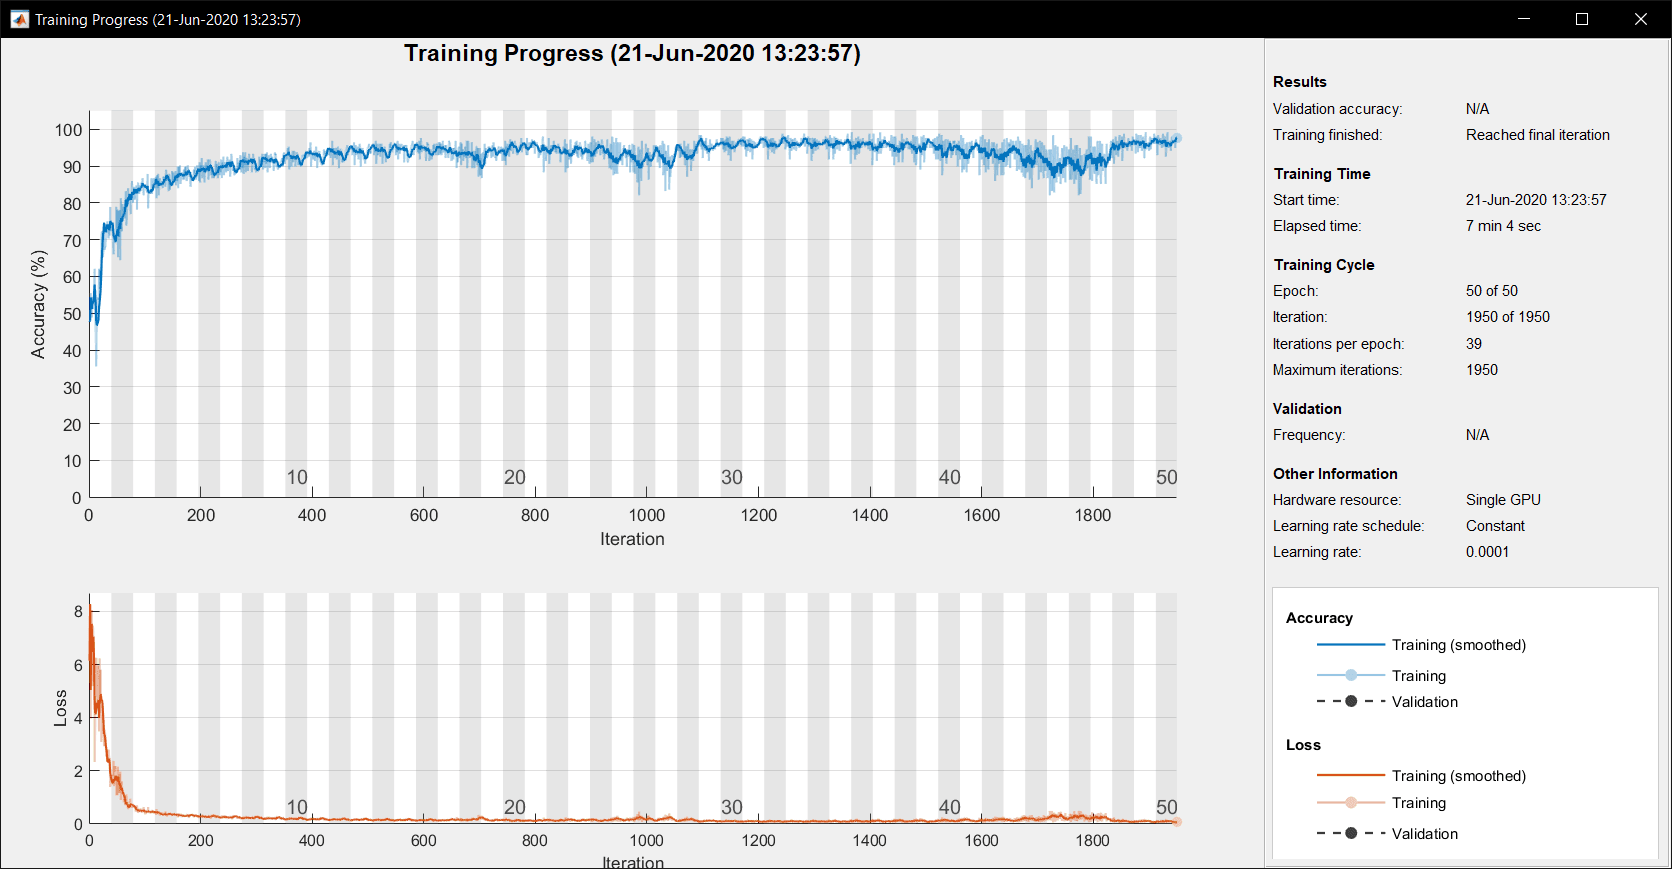 Training Progress (21-Jun-2020 13:23:57)
Training Progress (21-Jun-2020 13:23:57)
100
90
80
70
60
50
40
30
20
10
0
Accuracy (%)
10 20 30 40 50
0 200 400 600 800 1000 1200 1400 1600 1800
Iteration
8
6
4
2
0
Loss
10 20 30 40 50
0 200 400 600 800 1000 1200 1400 1600 1800
Iteration
Results
Validation accuracy: N/A
Training finished: Reached final iteration
Training Time
Start time: 21-Jun-2020 13:23:57
Elapsed time: 7 min 4 sec
Training Cycle
Epoch: 50 of 50
Iteration: 1950 of 1950
Iterations per epoch: 39
Maximum iterations: 1950
Validation
Frequency: N/A
Other Information
Hardware resource: Single GPU
Learning rate schedule: Constant
Learning rate: 0.0001
Accuracy
Training (smoothed)
Training
Validation
Loss
Training (smoothed)
Training
Validation